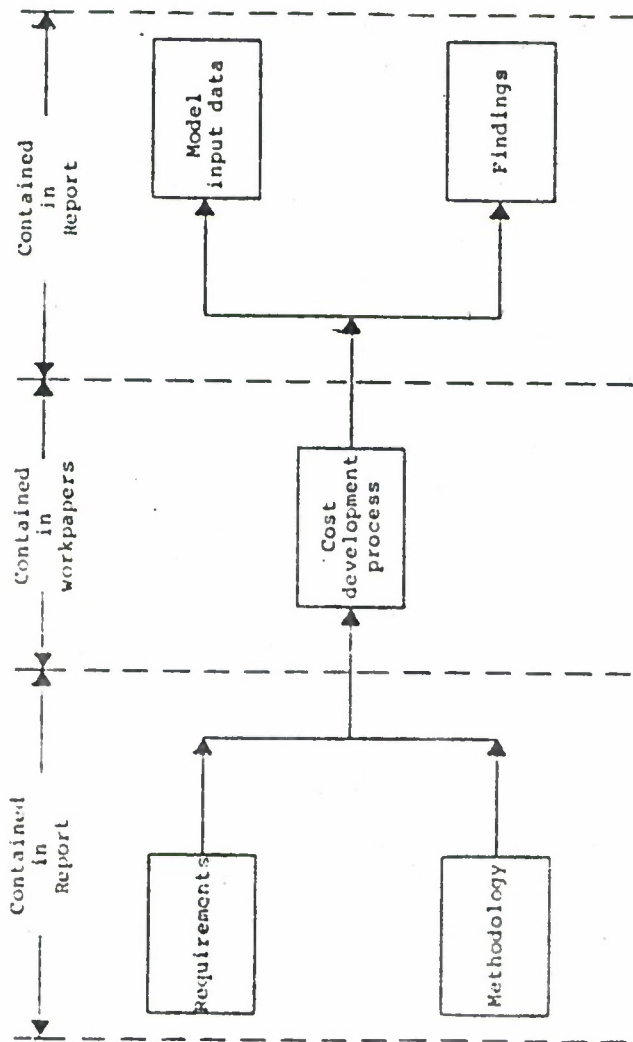 Contained
in
Report
Contained
in
workpapers
Contained
in
Report
Requirements
Methodology
Cost
development
process
Model
input data
Findings